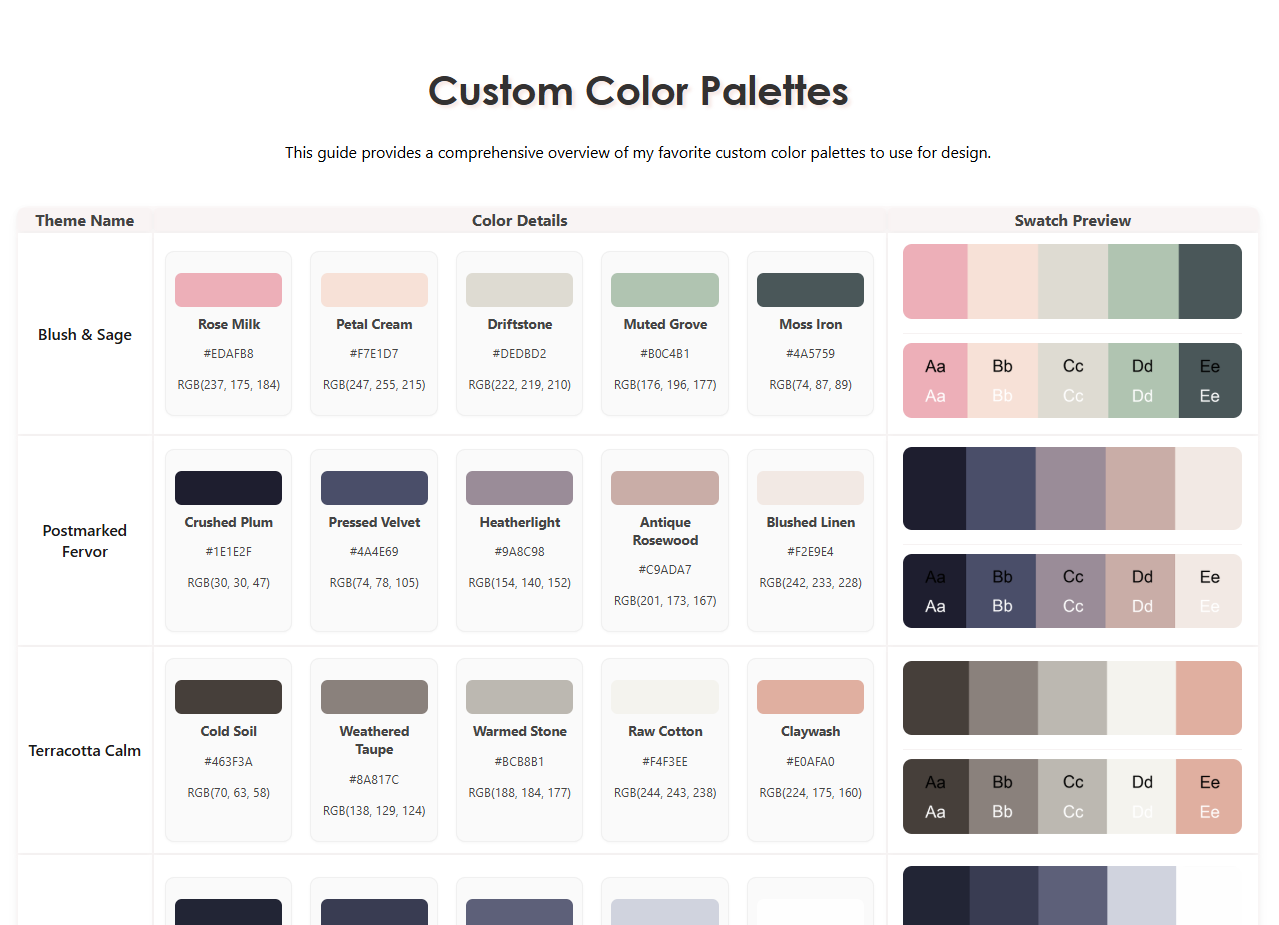 Custom Color Palettes
This guide provides a comprehensive overview of my favorite custom color palettes to use for design.
Theme Name Color Details Swatch Preview
Blush & Sage
Rose Milk Petal Cream Driftstone Muted Grove Moss Iron
#EDAFB8 #F7E1D7 #DEDBD2 #B0C4B1 #4A5759
RGB(237, 175, 184) RGB(247, 255, 215) RGB(222, 219, 210) RGB(176, 196, 177) RGB(74, 87, 89)
Aa Bb Cc Dd Ee
Aa Bb Cc Dd Ee
Postmarked
Fervor
Crushed Plum Pressed Velvet Heatherlight Antique
Rosewood
Blushed Linen
#1E1E2F #4A4E69 #9A8C98 #C9ADA7 #F2E9E4
RGB(30, 30, 47) RGB(74, 78, 105) RGB(154, 140, 152) RGB(201, 173, 167) RGB(242, 233, 228)
Aa Bb Cc Dd Ee
Aa Bb Cc Dd Ee
Terracotta Calm
Cold Soil Weathered
Taupe
Warmed Stone Raw Cotton Claywash
#463F3A #8A817C #BCB8B1 #F4F3EE #E0AFA0
RGB(70, 63, 58) RGB(138, 129, 124) RGB(188, 184, 177) RGB(244, 243, 238) RGB(224, 175, 160)
Aa Bb Cc Dd Ee
Aa Bb Cc Dd Ee